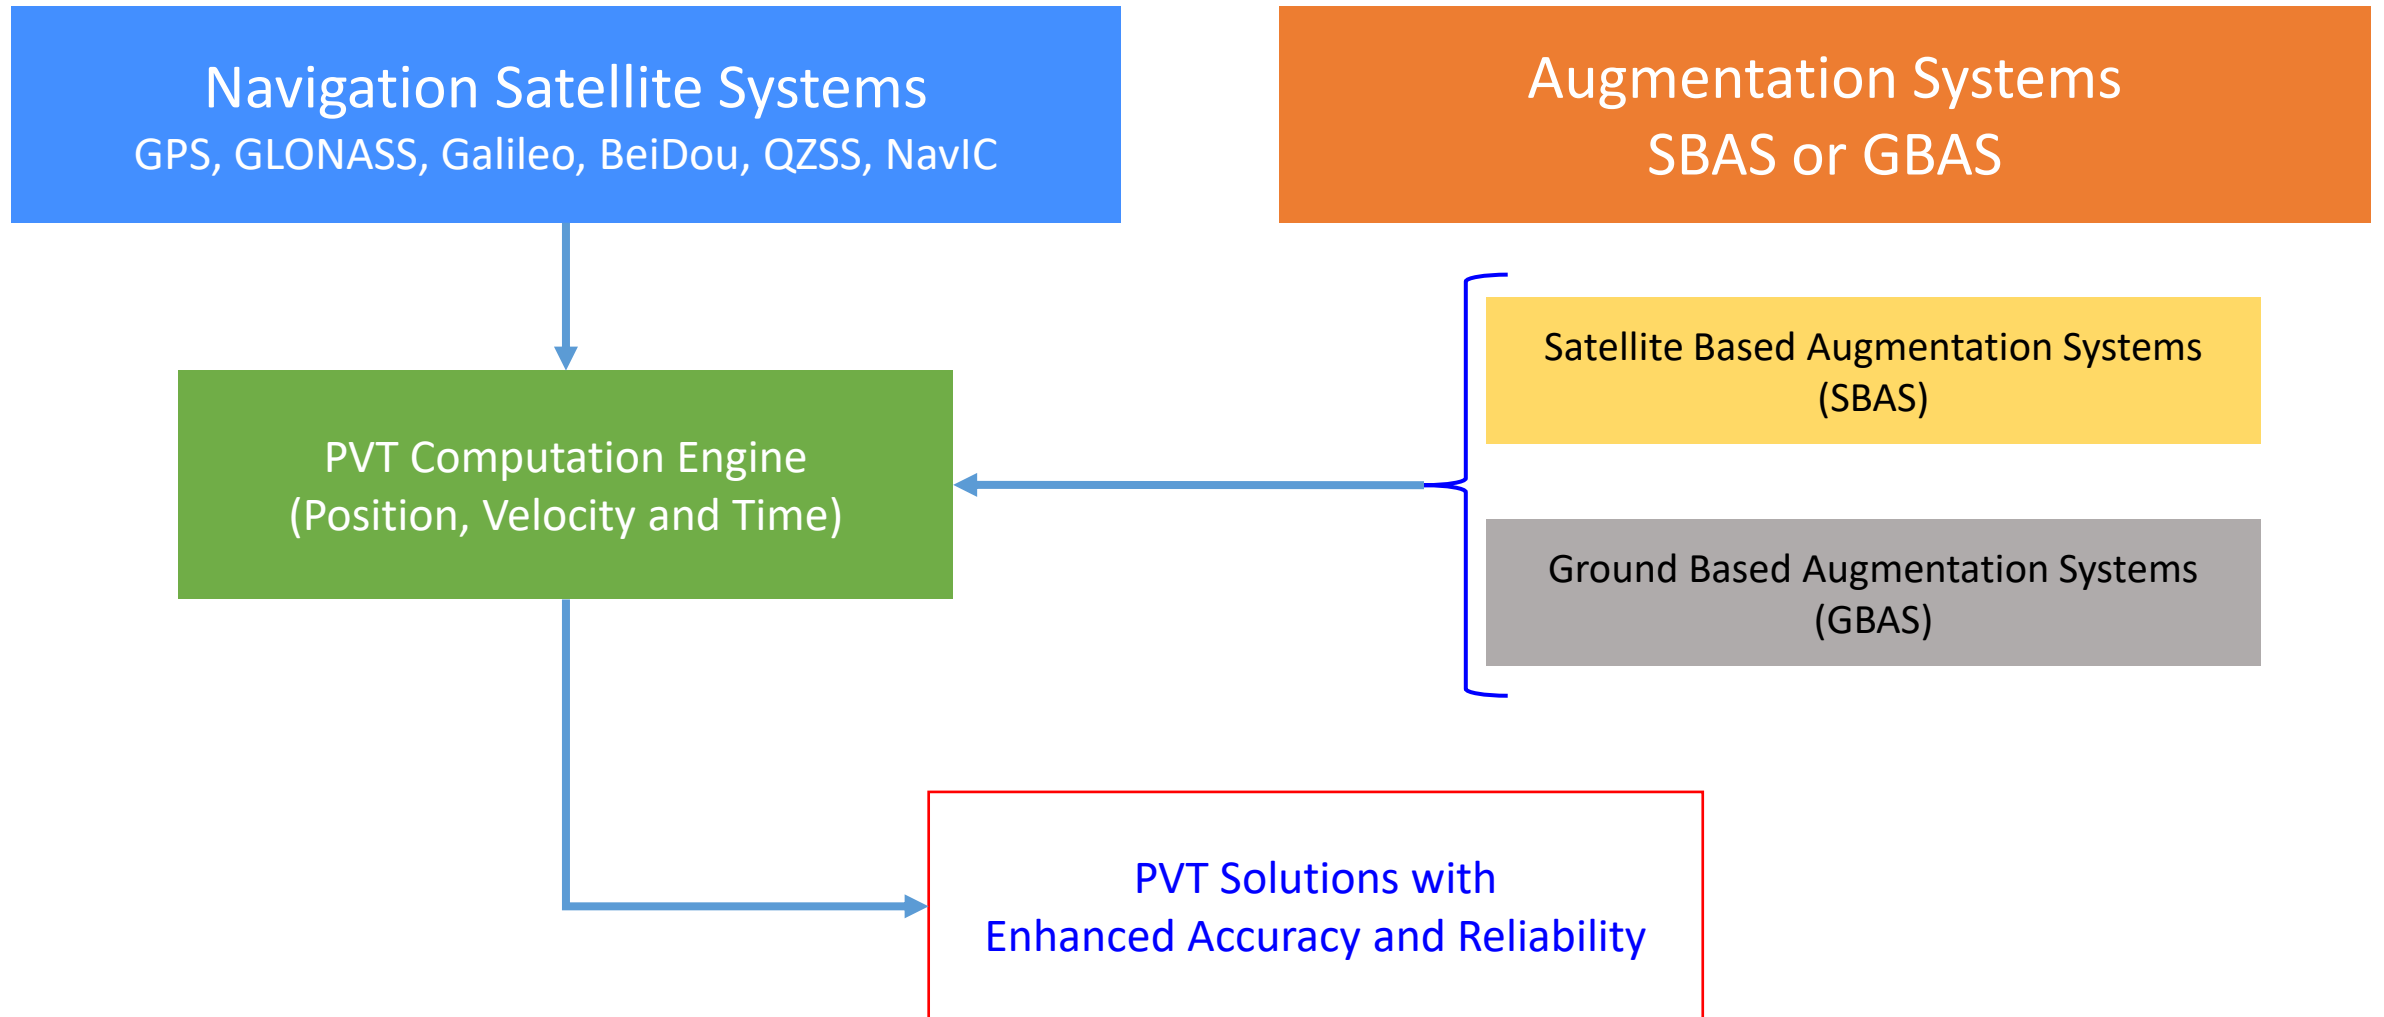 Navigation Satellite Systems
GPS, GLONASS, Galileo, BeiDou, QZSS, NavIC
Augmentation Systems
SBAS or GBAS
Satellite Based Augmentation Systems
(SBAS)
PVT Computation Engine
(Position, Velocity and Time)
Ground Based Augmentation Systems
(GBAS)
PVT Solutions with
Enhanced Accuracy and Reliability